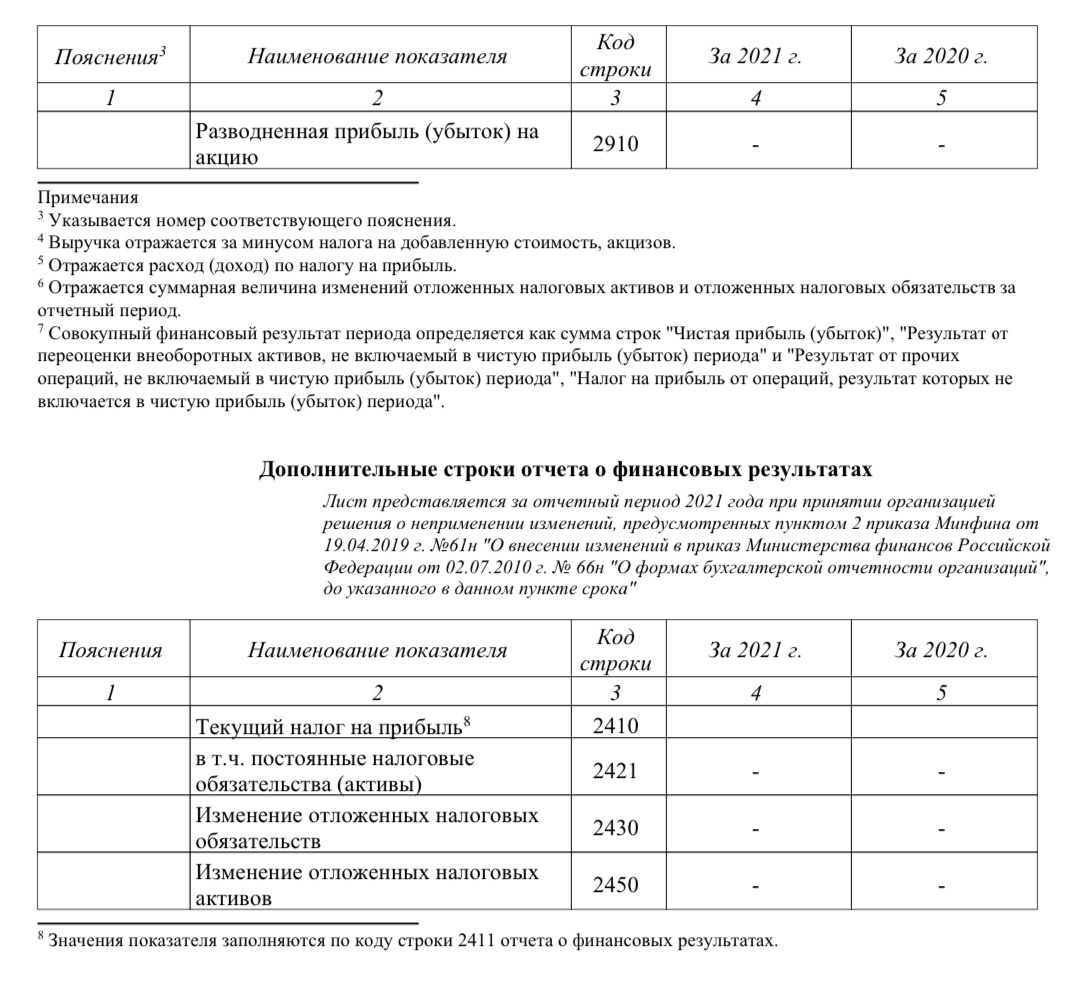 Пояснения³ Наименование показателя Код строки За 2021 г. За 2020 г.
1 2 3 4 5
Разводненная прибыль (убыток) на
акцию 2910 - -
Примечания
³ Указывается номер соответствующего пояснения.
⁴ Выручка отражается за минусом налога на добавленную стоимость, акцизов.
⁵ Отражается расход (доход) по налогу на прибыль.
⁶ Отражается суммарная величина изменений отложенных налоговых активов и отложенных налоговых обязательств за
отчетный период.
⁷ Совокупный финансовый результат периода определяется как сумма строк "Чистая прибыль (убыток)", "Результат от
переоценки внеоборотных активов, не включаемый в чистую прибыль (убыток) периода" и "Результат от прочих
операций, не включаемый в чистую прибыль (убыток) периода", "Налог на прибыль от операций, результат которых не
включается в чистую прибыль (убыток) периода".
Дополнительные строки отчета о финансовых результатах
Лист представляется за отчетный период 2021 года при принятии организацией
решения о неприменении изменений, предусмотренных пунктом 2 приказа Минфина от
19.04.2019 г. №61н "О внесении изменений в приказ Министерства финансов Российской
Федерации от 02.07.2010 г. № 66н "О формах бухгалтерской отчетности организаций",
до указанного в данном пункте срока"
Пояснения Наименование показателя Код строки За 2021 г. За 2020 г.
1 2 3 4 5
Текущий налог на прибыль⁸ 2410
в т.ч. постоянные налоговые
обязательства (активы) 2421 - -
Изменение отложенных налоговых
обязательств 2430 - -
Изменение отложенных налоговых
активов 2450 - -
⁸ Значения показателя заполняются по коду строки 2411 отчета о финансовых результатах.